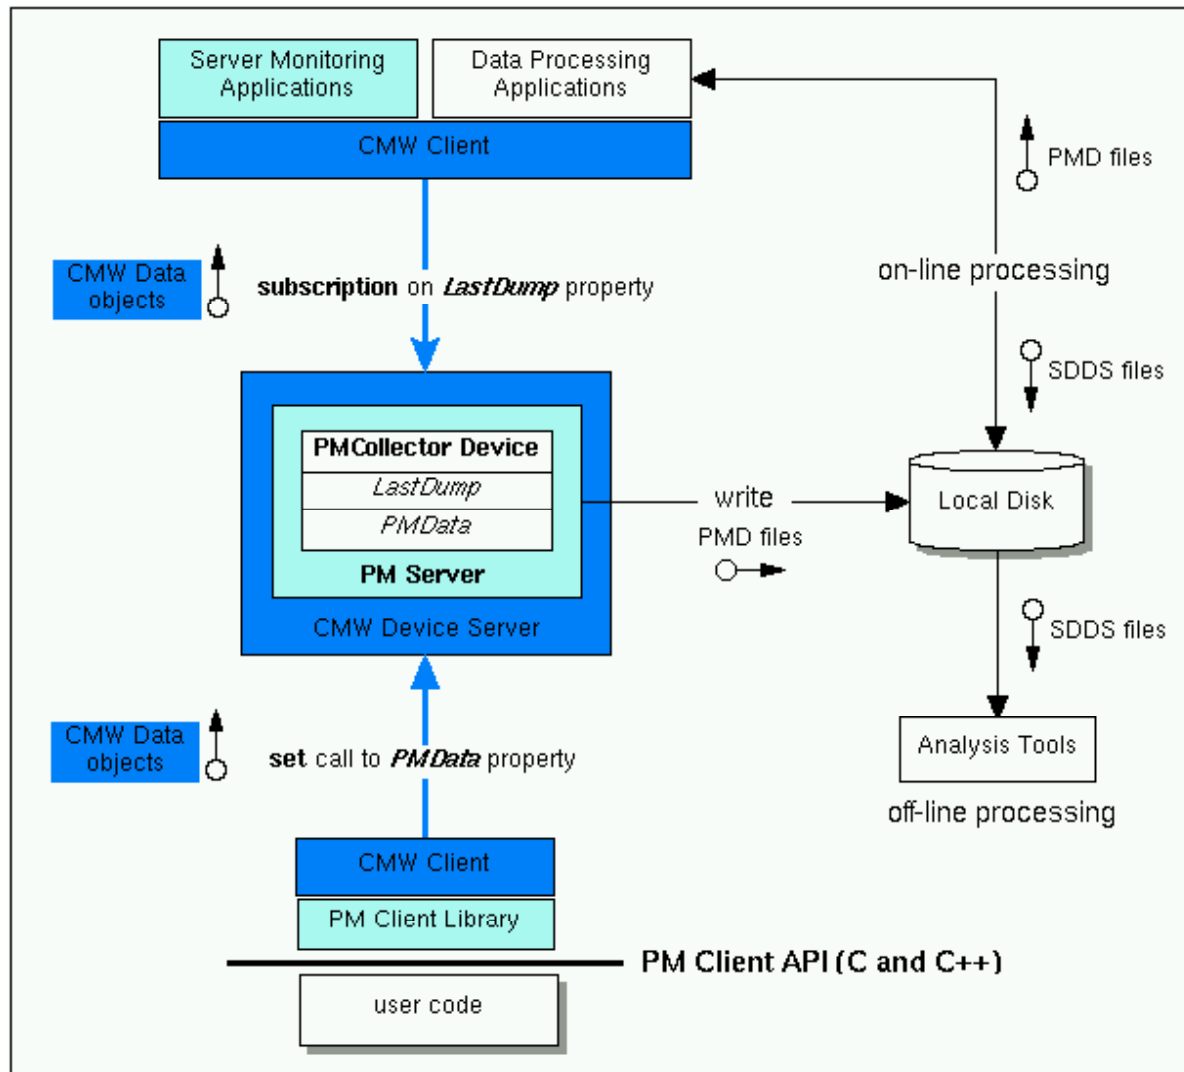 Server Monitoring
Applications
Data Processing
Applications
CMW Client
PMD files
CMW Data
objects
subscription on LastDump property
on-line processing
SDDS files
PMCollector Device
LastDump
PMData
PM Server
CMW Device Server
write
PMD files
Local Disk
SDDS files
CMW Data
objects
set call to PMData property
Analysis Tools
off-line processing
CMW Client
PM Client Library
PM Client API (C and C++)
user code